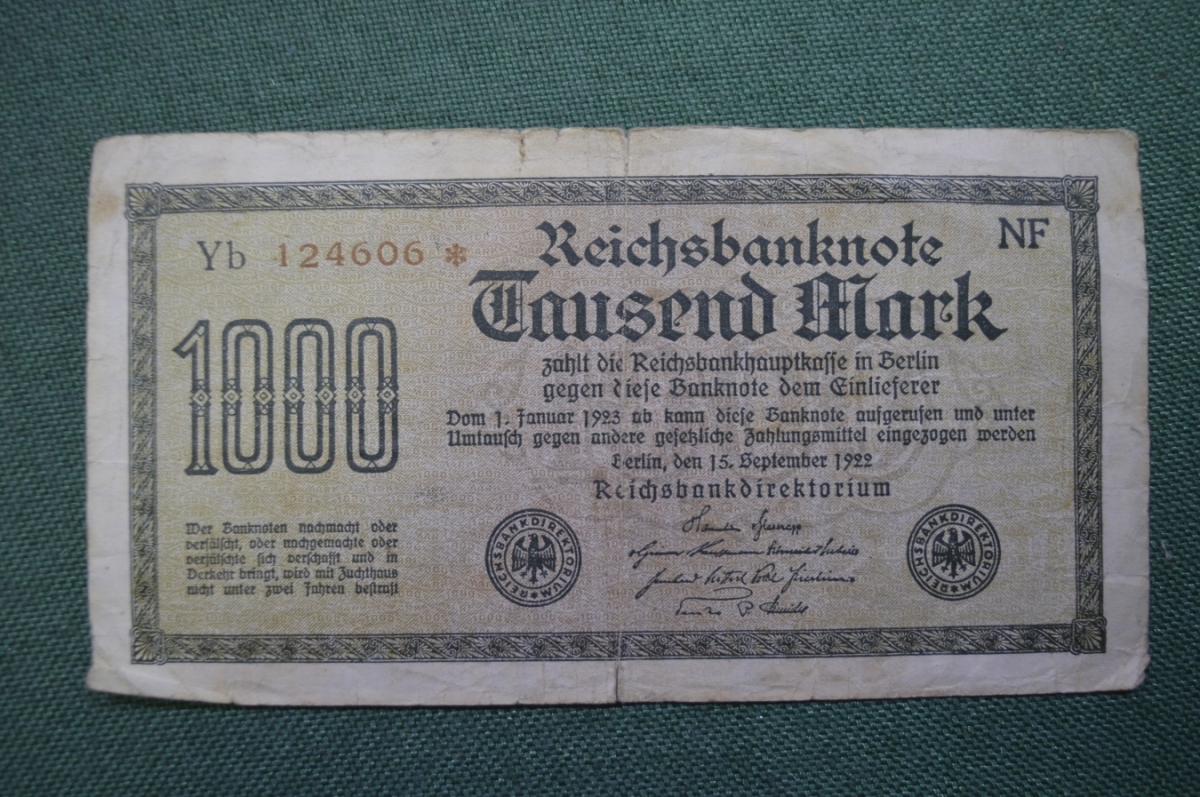 Yb 124606 *
NF
Reichsbanknote
Tausend Mark
zahlt die Reichsbankhauptkasse in Berlin
gegen diese Banknote dem Einlieferer
Vom 1. Januar 1923 ab kann diese Banknote aufgerufen und unter
Umtausch gegen andere gesetzliche Zahlungsmittel eingezogen werden
Berlin, den 15. September 1922
Reichsbankdirektorium
1000
Wer Banknoten nachmacht oder
verfälscht, oder nachgemachte oder
verfälschte sich verschafft und in
Verkehr bringt, wird mit Zuchthaus
nicht unter zwei Jahren bestraft
REICHSBANKDIREKTORIUM
REICHSBANKDIREKTORIUM